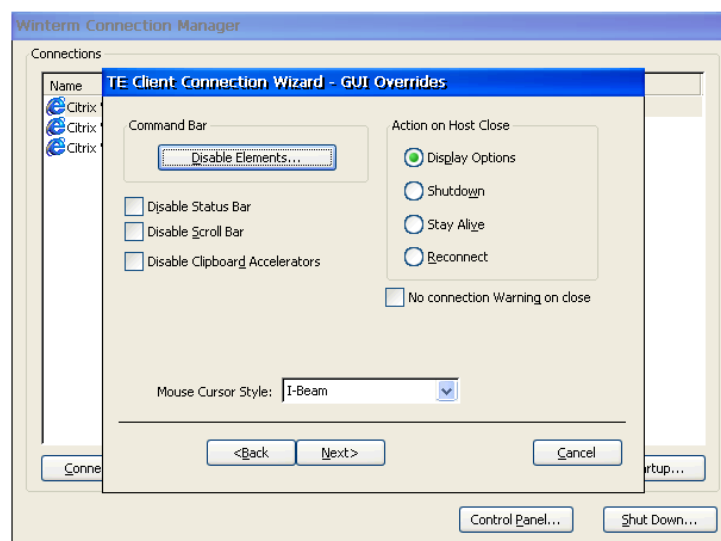 Winterm Connection Manager
Connections
Name
Citrix
Citrix
Citrix
TE Client Connection Wizard - GUI Overrides
Command Bar
Disable Elements...
Disable Status Bar
Disable Scroll Bar
Disable Clipboard Accelerators
Action on Host Close
Display Options
Shutdown
Stay Alive
Reconnect
No connection Warning on close
Mouse Cursor Style: I-Beam
<Back Next> Cancel
Conne rtup...
Control Panel... Shut Down...